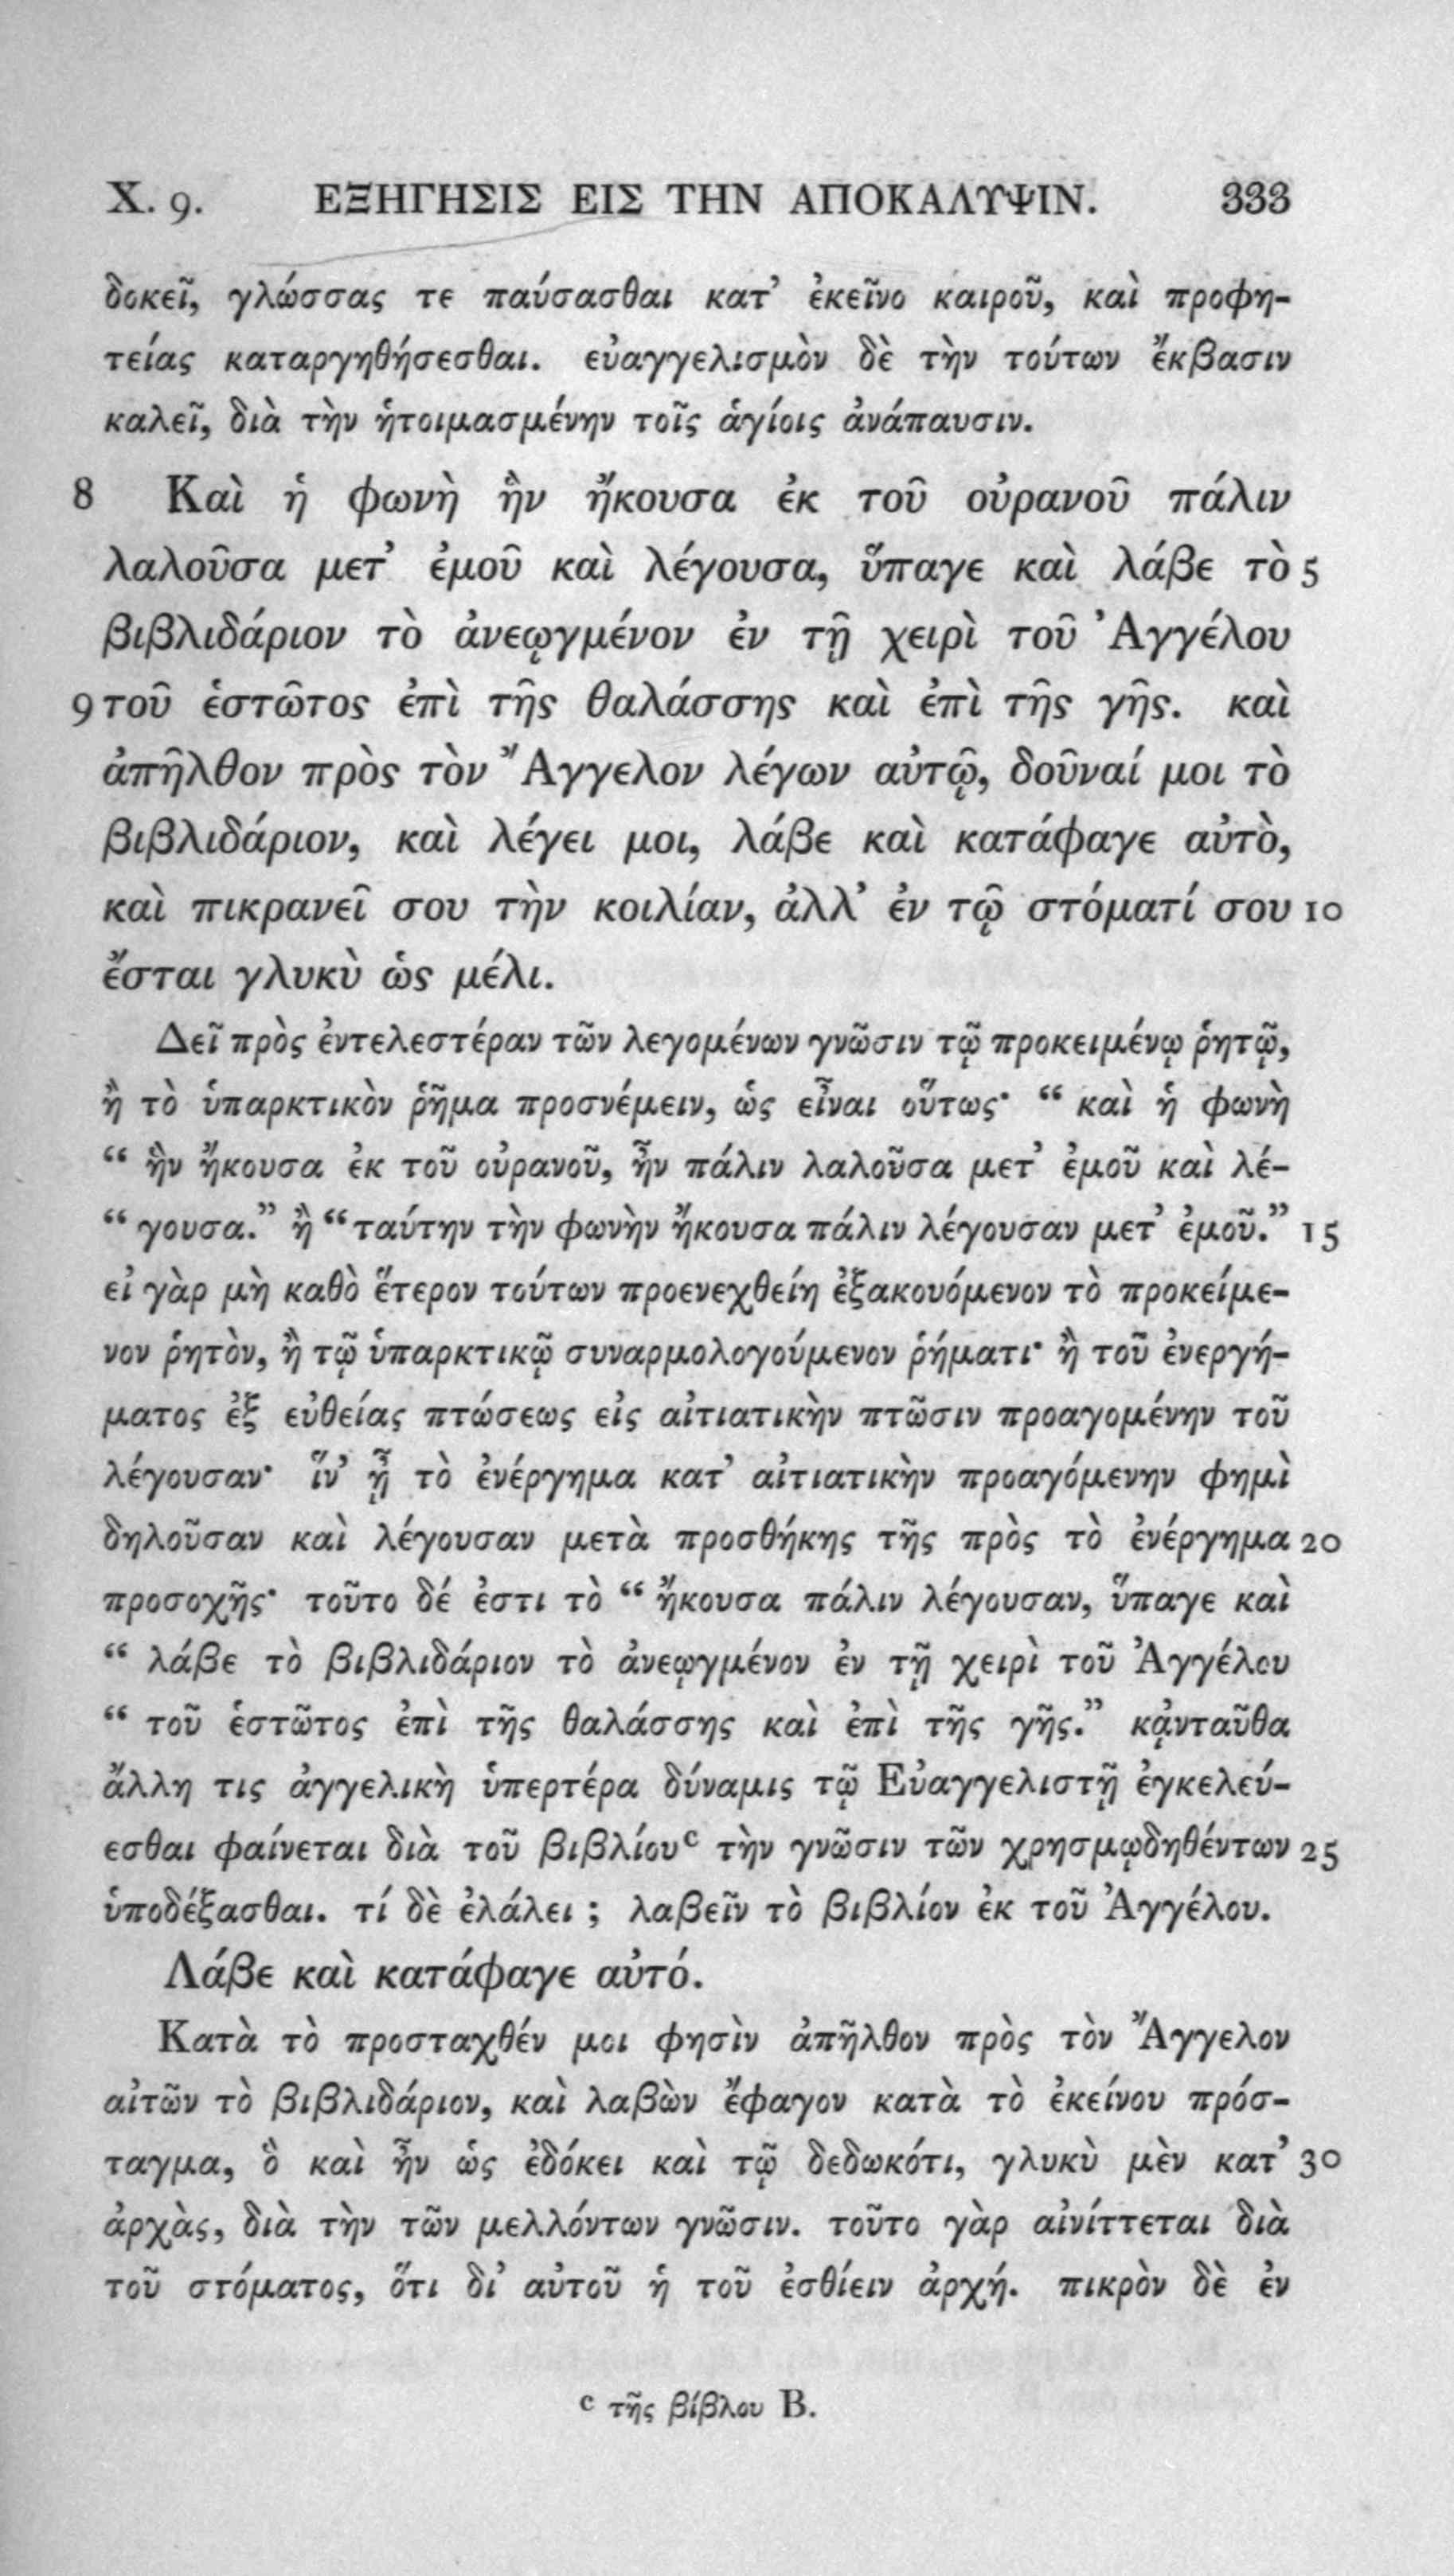 X. 9. ΕΞΗΓΗΣΙΣ ΕΙΣ ΤΗΝ ΑΠΟΚΑΛΥΨΙΝ. 333
δοκεῖ, γλώσσας τε παύσασθαι κατ’ ἐκεῖνο καιροῦ, καὶ προφη-
τείας καταργηθήσεσθαι. εὐαγγελισμὸν δὲ τὴν τούτων ἔκβασιν
καλεῖ, διὰ τὴν ἡτοιμασμένην τοῖς ἁγίοις ἀνάπαυσιν.
8 Καὶ ἡ φωνὴ ἣν ἤκουσα ἐκ τοῦ οὐρανοῦ πάλιν
λαλοῦσα μετ’ ἐμοῦ καὶ λέγουσα, ὕπαγε καὶ λάβε τὸ 5
βιβλιδάριον τὸ ἀνεῳγμένον ἐν τῇ χειρὶ τοῦ Ἀγγέλου
9 τοῦ ἑστῶτος ἐπὶ τῆς θαλάσσης καὶ ἐπὶ τῆς γῆς. καὶ
ἀπῆλθον πρὸς τὸν Ἄγγελον λέγων αὐτῷ, δοῦναί μοι τὸ
βιβλιδάριον, καὶ λέγει μοι, λάβε καὶ κατάφαγε αὐτὸ,
καὶ πικρανεῖ σου τὴν κοιλίαν, ἀλλ’ ἐν τῷ στόματί σου 10
ἔσται γλυκὺ ὡς μέλι.
Δεῖ πρὸς ἐντελεστέραν τῶν λεγομένων γνῶσιν τῷ προκειμένῳ ῥητῷ,
ἢ τὸ ὑπαρκτικὸν ῥῆμα προσνέμειν, ὡς εἶναι οὕτως· “ καὶ ἡ φωνὴ
“ ἣν ἤκουσα ἐκ τοῦ οὐρανοῦ, ἦν πάλιν λαλοῦσα μετ’ ἐμοῦ καὶ λέ-
“ γουσα.” ἢ “ ταύτην τὴν φωνὴν ἤκουσα πάλιν λέγουσαν μετ’ ἐμοῦ.” 15
εἰ γὰρ μὴ καθὸ ἕτερον τούτων προενεχθείη ἐξακουόμενον τὸ προκείμε-
νον ῥητὸν, ἢ τῷ ὑπαρκτικῷ συναρμολογούμενον ῥήματι· ἢ τοῦ ἐνεργή-
ματος ἐξ εὐθείας πτώσεως εἰς αἰτιατικὴν πτῶσιν προαγομένην τοῦ
λέγουσαν· ἵν’ ᾖ τὸ ἐνέργημα κατ’ αἰτιατικὴν προαγόμενην φημὶ
δηλοῦσαν καὶ λέγουσαν μετὰ προσθήκης τῆς πρὸς τὸ ἐνέργημα 20
προσοχῆς· τοῦτο δέ ἐστι τὸ “ ἤκουσα πάλιν λέγουσαν, ὕπαγε καὶ
“ λάβε τὸ βιβλιδάριον τὸ ἀνεῳγμένον ἐν τῇ χειρὶ τοῦ Ἀγγέλου
“ τοῦ ἑστῶτος ἐπὶ τῆς θαλάσσης καὶ ἐπὶ τῆς γῆς.” κᾀνταῦθα
ἄλλη τις ἀγγελικὴ ὑπερτέρα δύναμις τῷ Εὐαγγελιστῇ ἐγκελεύ-
εσθαι φαίνεται διὰ τοῦ βιβλίουᶜ τὴν γνῶσιν τῶν χρησμῳδηθέντων 25
ὑποδέξασθαι. τί δὲ ἐλάλει ; λαβεῖν τὸ βιβλίον ἐκ τοῦ Ἀγγέλου.
Λάβε καὶ κατάφαγε αὐτό.
Κατὰ τὸ προσταχθέν μοι φησὶν ἀπῆλθον πρὸς τὸν Ἄγγελον
αἰτῶν τὸ βιβλιδάριον, καὶ λαβὼν ἔφαγον κατὰ τὸ ἐκείνου πρόσ-
ταγμα, ὃ καὶ ἦν ὡς ἐδόκει καὶ τῷ δεδωκότι, γλυκὺ μὲν κατ’ 30
ἀρχὰς, διὰ τὴν τῶν μελλόντων γνῶσιν. τοῦτο γὰρ αἰνίττεται διὰ
τοῦ στόματος, ὅτι δι’ αὐτοῦ ἡ τοῦ ἐσθίειν ἀρχή. πικρὸν δὲ ἐν
ᶜ τῆς βίβλου B.